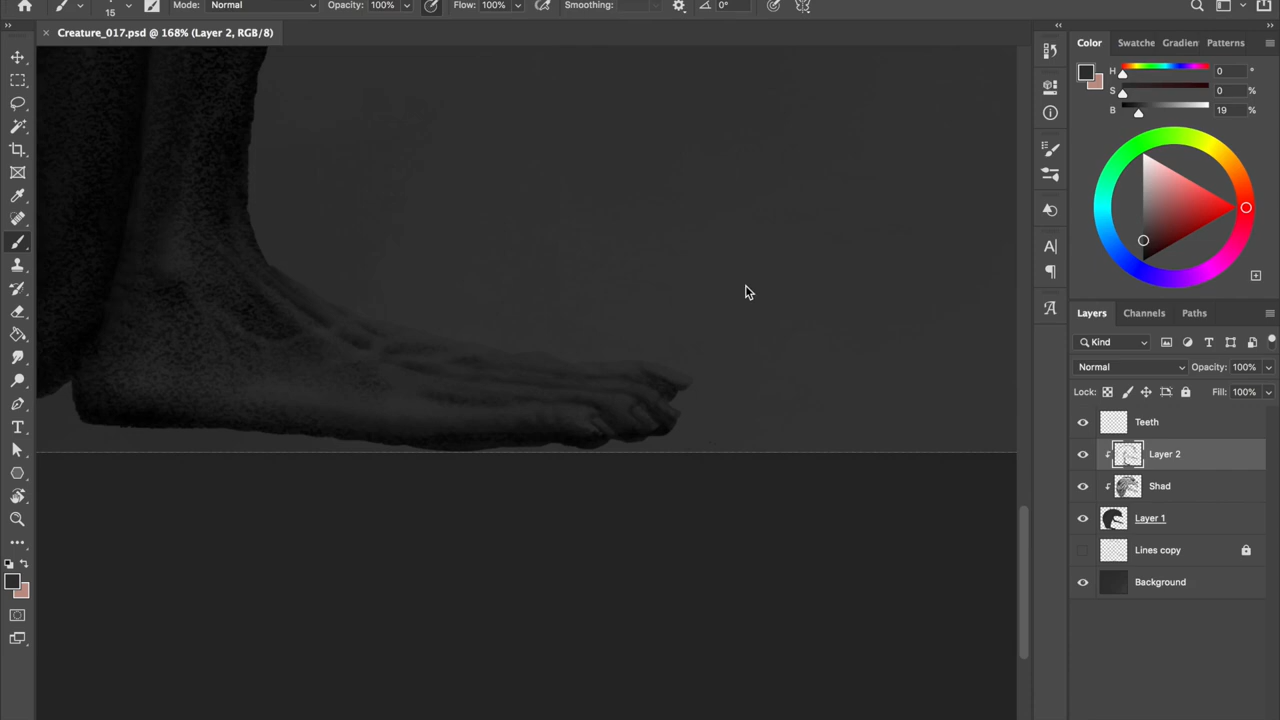 15
Mode: Normal Opacity: 100% Flow: 100% Smoothing: 0°
Creature_017.psd @ 168% (Layer 2, RGB/8)
Color Swatche Gradien Patterns
H 0 °
S 0 %
B 19 %
Layers Channels Paths
Kind
Normal Opacity: 100%
Lock: Fill: 100%
Teeth
Layer 2
Shad
Layer 1
Lines copy
Background